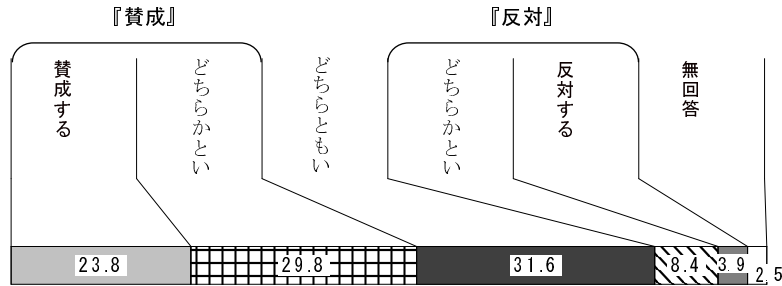 『賛成』
『反対』
賛成する
どちらかとい
どちらともい
どちらかとい
反対する
無回答
23.8
29.8
31.6
8.4
3.9
2.5